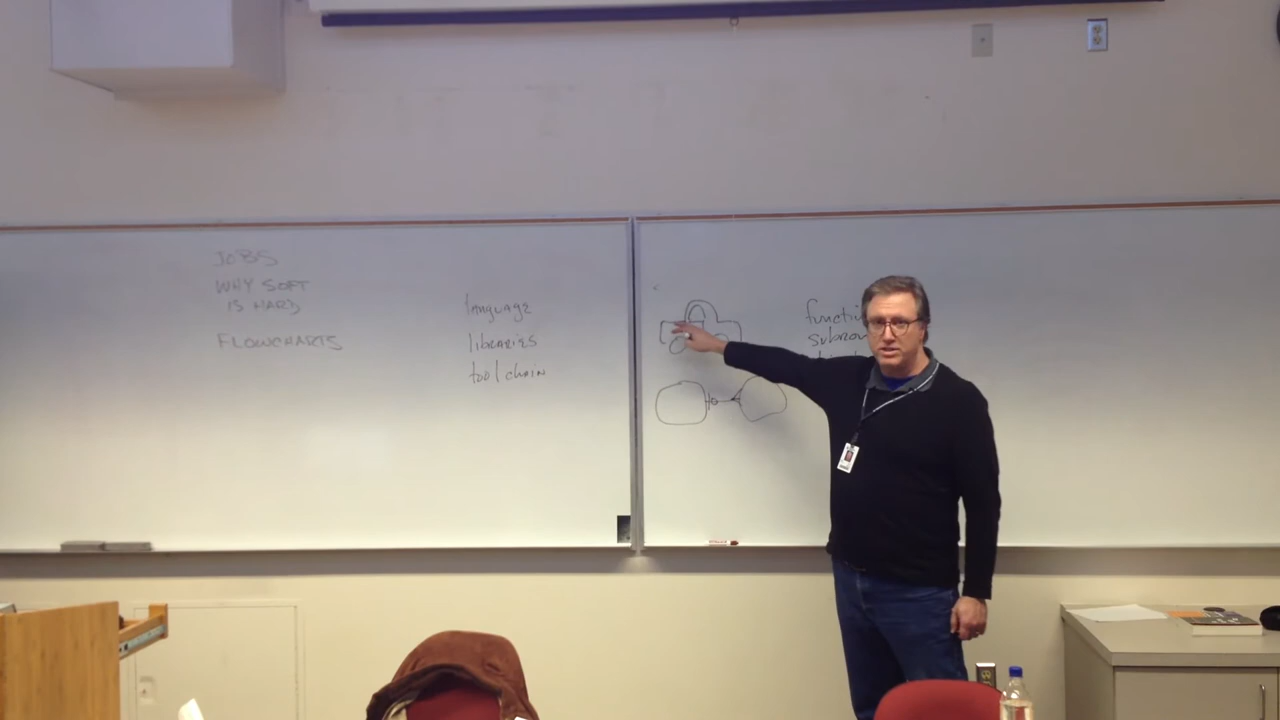 JOBS
WHY SOFT
IS HARD
FLOWCHARTS
language
libraries
tool chain
functi
subrou